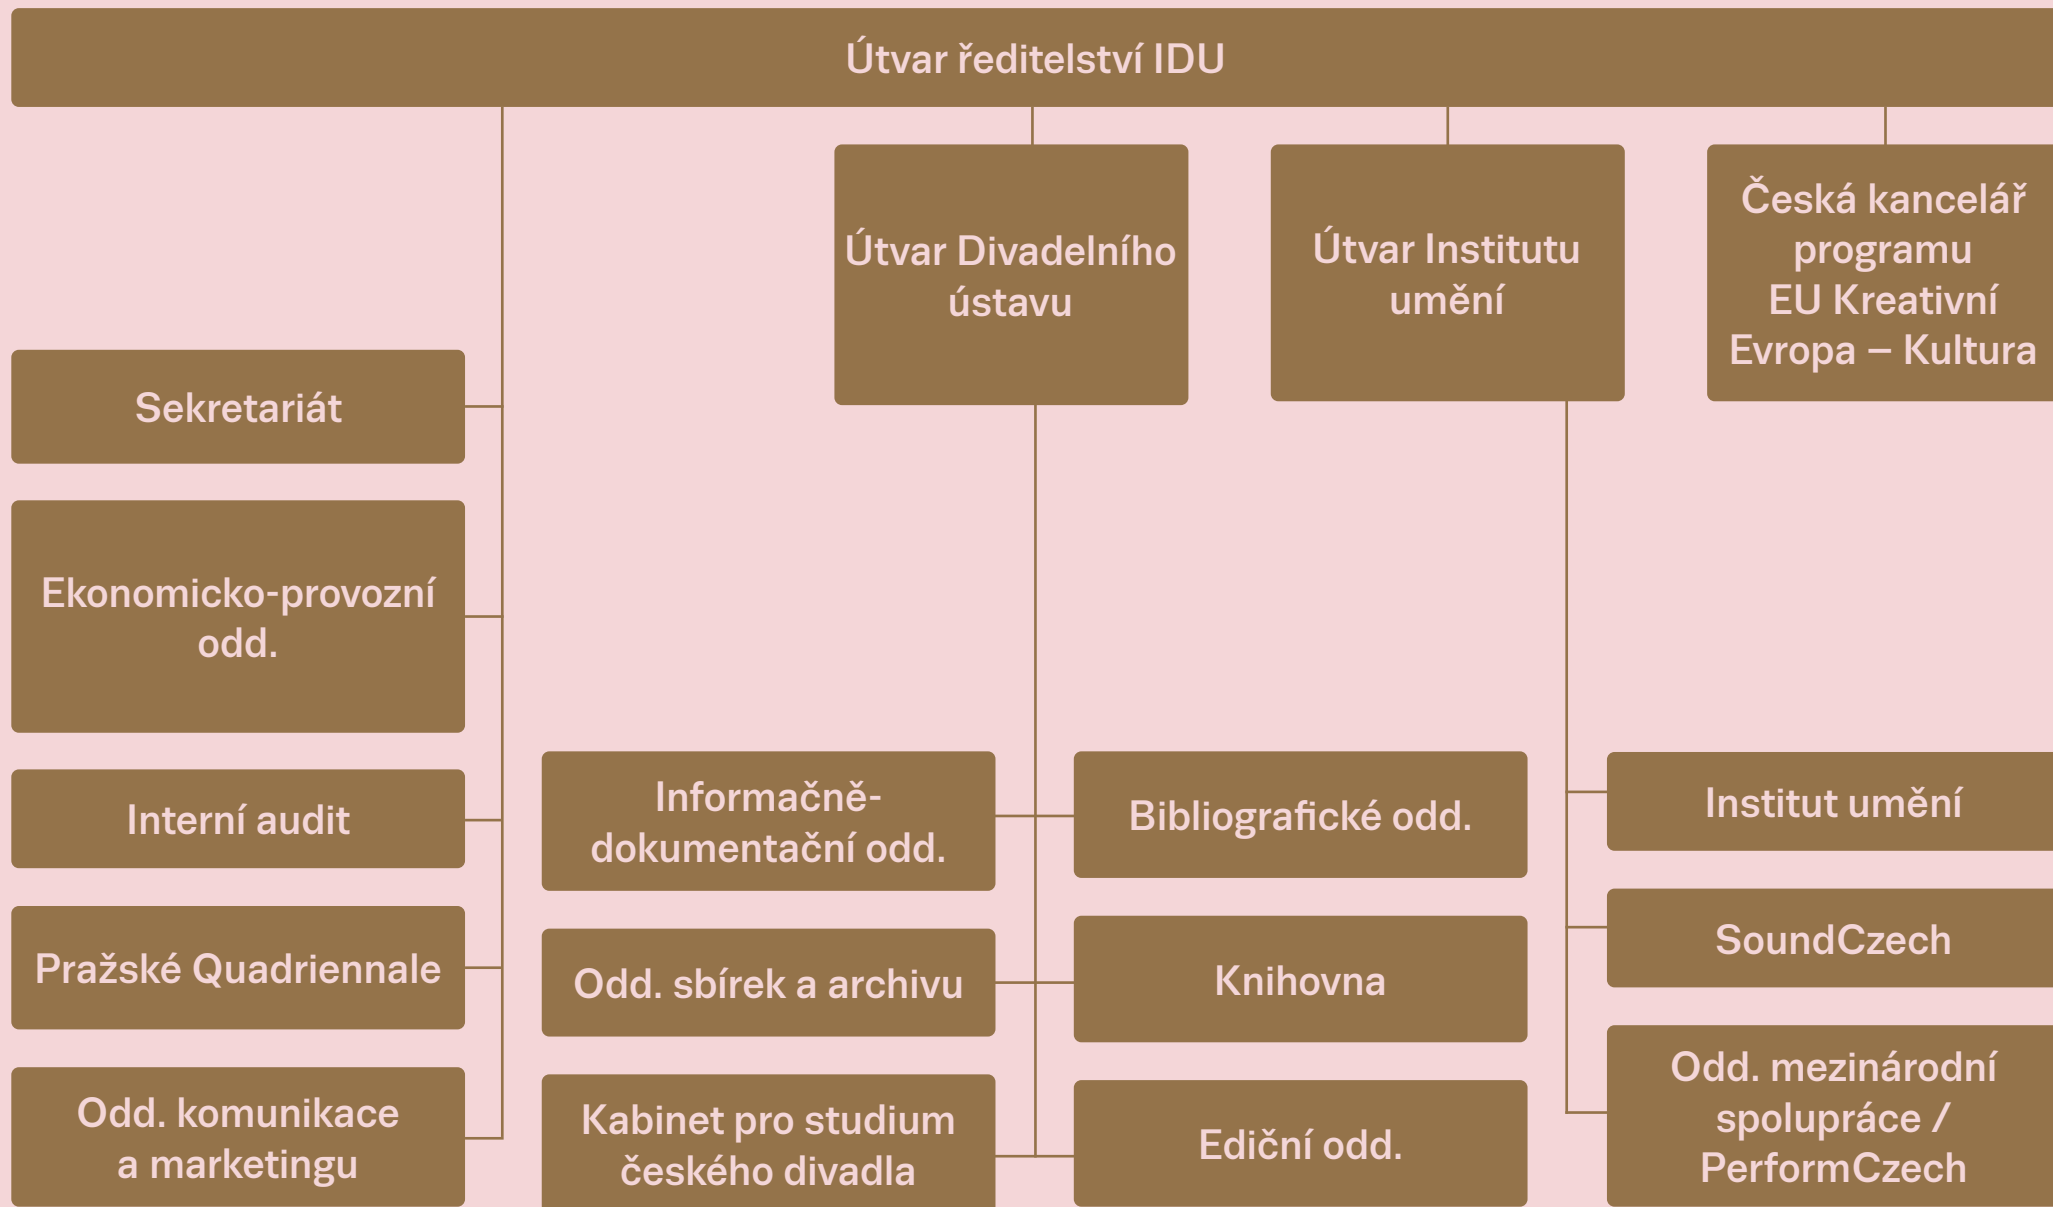 Útvar ředitelství IDU
Útvar Divadelního
ústavu
Útvar Institutu
umění
Česká kancelář
programu
EU Kreativní
Evropa – Kultura
Sekretariát
Ekonomicko-provozní
odd.
Interní audit
Pražské Quadriennale
Odd. komunikace
a marketingu
Informačně-
dokumentační odd.
Odd. sbírek a archivu
Kabinet pro studium
českého divadla
Bibliografické odd.
Knihovna
Ediční odd.
Institut umění
SoundCzech
Odd. mezinárodní
spolupráce /
PerformCzech